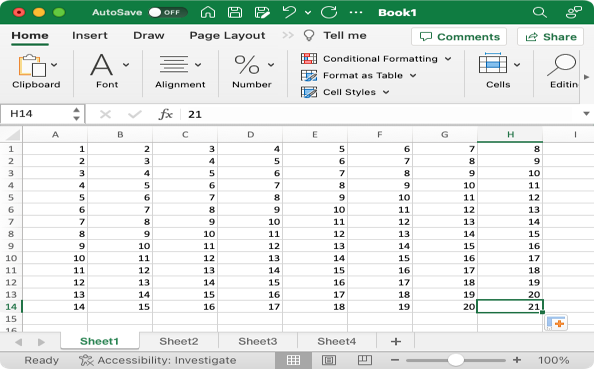 AutoSave OFF Book1
Home Insert Draw Page Layout >> Tell me Comments Share
Conditional Formatting
Format as Table
Cell Styles
Clipboard Font Alignment Number Cells Editin
H14 fx 21
A B C D E F G H I
1 1 2 3 4 5 6 7 8
2 2 3 4 5 6 7 8 9
3 3 4 5 6 7 8 9 10
4 4 5 6 7 8 9 10 11
5 5 6 7 8 9 10 11 12
6 6 7 8 9 10 11 12 13
7 7 8 9 10 11 12 13 14
8 8 9 10 11 12 13 14 15
9 9 10 11 12 13 14 15 16
10 10 11 12 13 14 15 16 17
11 11 12 13 14 15 16 17 18
12 12 13 14 15 16 17 18 19
13 13 14 15 16 17 18 19 20
14 14 15 16 17 18 19 20 21
15
16
Sheet1 Sheet2 Sheet3 Sheet4 +
Ready Accessibility: Investigate 100%